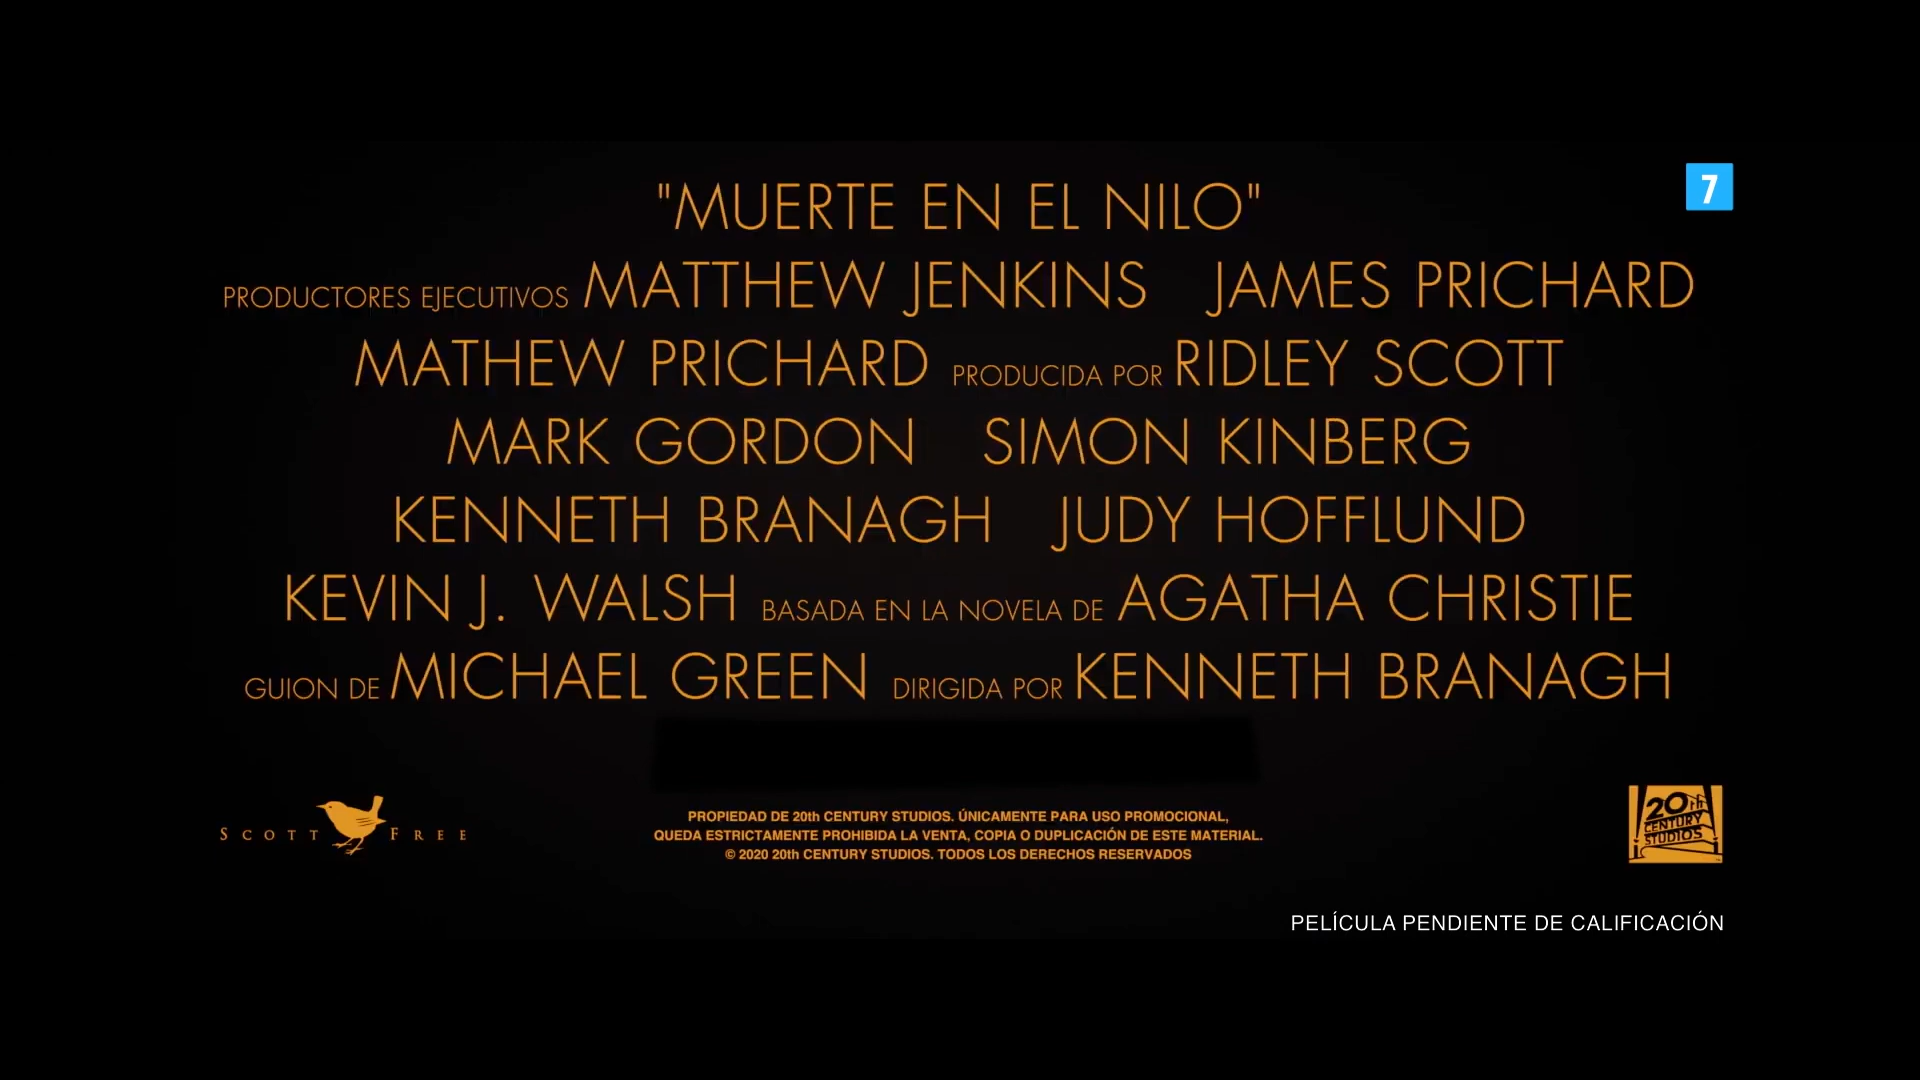 "MUERTE EN EL NILO"
7
PRODUCTORES EJECUTIVOS MATTHEW JENKINS JAMES PRICHARD
MATHEW PRICHARD PRODUCIDA POR RIDLEY SCOTT
MARK GORDON SIMON KINBERG
KENNETH BRANAGH JUDY HOFFLUND
KEVIN J. WALSH BASADA EN LA NOVELA DE AGATHA CHRISTIE
GUION DE MICHAEL GREEN DIRIGIDA POR KENNETH BRANAGH
SCOTT FREE
PROPIEDAD DE 20th CENTURY STUDIOS. ÚNICAMENTE PARA USO PROMOCIONAL,
QUEDA ESTRICTAMENTE PROHIBIDA LA VENTA, COPIA O DUPLICACIÓN DE ESTE MATERIAL.
© 2020 20th CENTURY STUDIOS. TODOS LOS DERECHOS RESERVADOS
20th
CENTURY
STUDIOS
PELÍCULA PENDIENTE DE CALIFICACIÓN